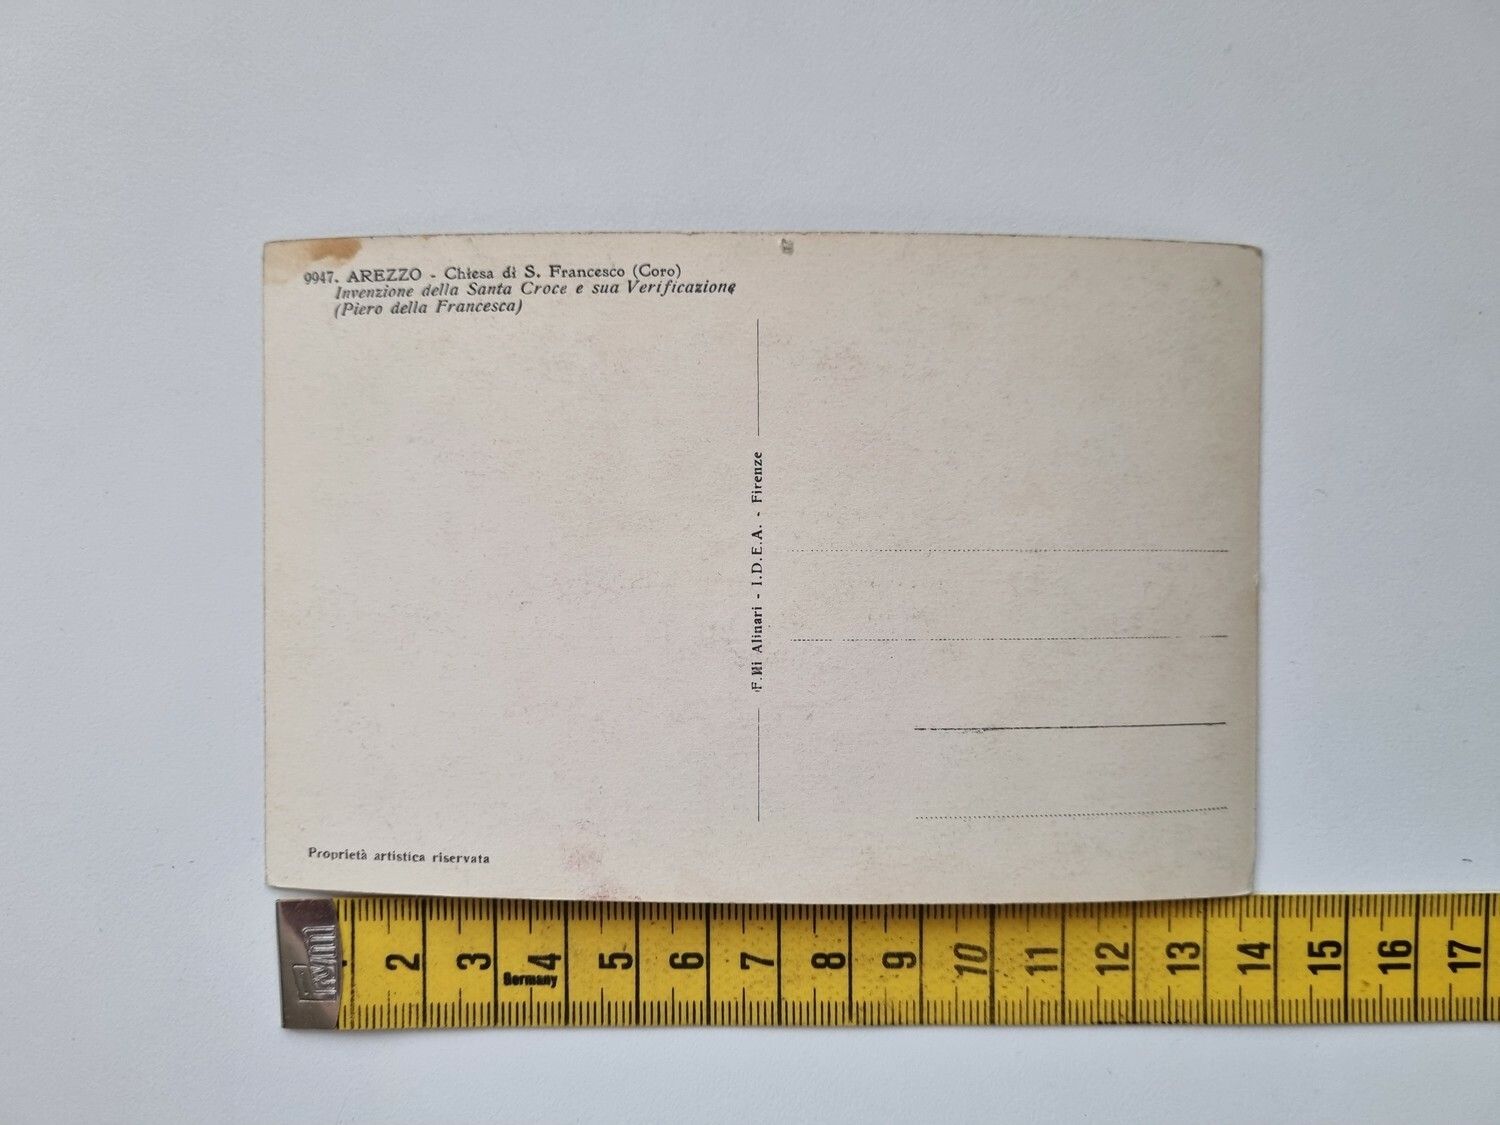 9947. AREZZO - Chiesa di S. Francesco (Coro)
Invenzione della Santa Croce e sua Verificazione
(Piero della Francesca)
F.lli Alinari - I.D.E.A. - Firenze
Proprietà artistica riservata
2 3 4 5 6 7 8 9 10 11 12 13 14 15 16 17
Germany